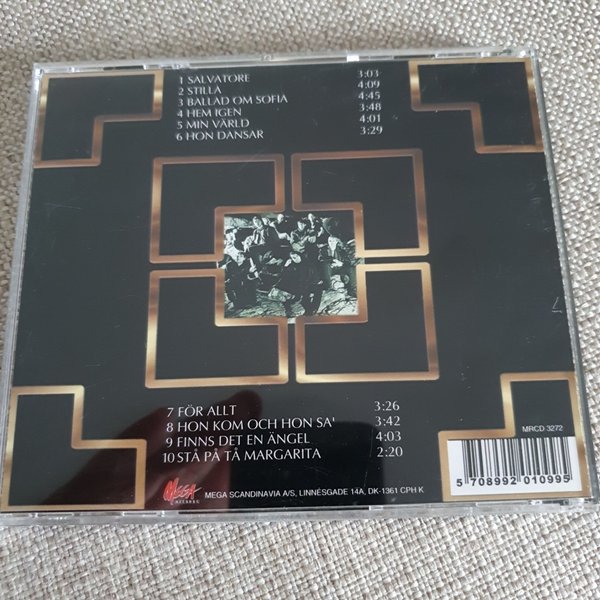 1 SALVATORE 3:03
2 STILLA 4:09
3 BALLAD OM SOFIA 4:45
4 HEM IGEN 3:48
5 MIN VÄRLD 4:01
6 HON DANSAR 3:29
7 FÖR ALLT 3:26
8 HON KOM OCH HON SA' 3:42
9 FINNS DET EN ÄNGEL 4:03
10 STÅ PÅ TÅ MARGARITA 2:20
MRCD 3272
5 708992 010995
MEGA RECORDS
MEGA SCANDINAVIA A/S, LINNÉSGADE 14A, DK-1361 CPH K